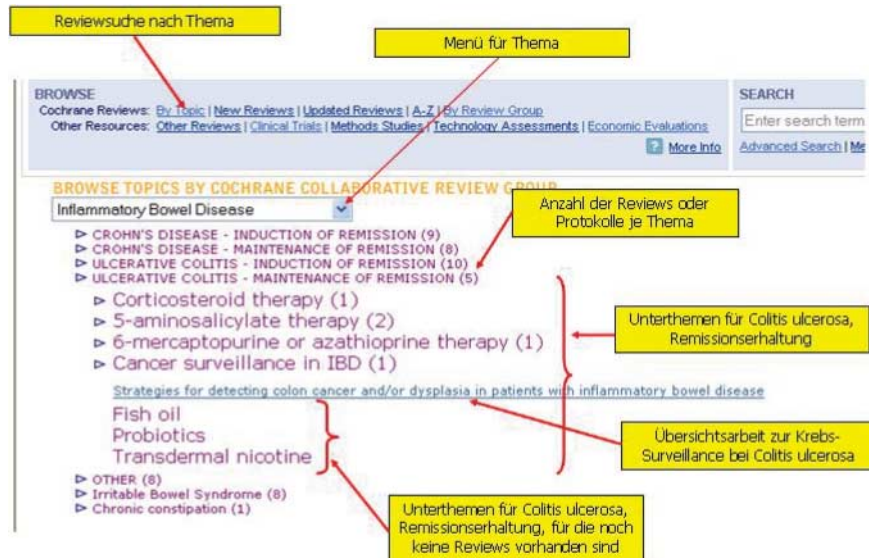 Reviewsuche nach Thema
Menü für Thema
BROWSE
Cochrane Reviews: By Topic | New Reviews | Updated Reviews | A-Z | By Review Group
Other Resources: Other Reviews | Clinical Trials | Methods Studies | Technology Assessments | Economic Evaluations
? More Info
SEARCH
Enter search term
Advanced Search | Me
BROWSE TOPICS BY COCHRANE COLLABORATIVE REVIEW GROUP
Inflammatory Bowel Disease
Anzahl der Reviews oder
Protokolle je Thema
CROHN'S DISEASE - INDUCTION OF REMISSION (9)
CROHN'S DISEASE - MAINTENANCE OF REMISSION (8)
ULCERATIVE COLITIS - INDUCTION OF REMISSION (10)
ULCERATIVE COLITIS - MAINTENANCE OF REMISSION (5)
Corticosteroid therapy (1)
5-aminosalicylate therapy (2)
6-mercaptopurine or azathioprine therapy (1)
Cancer surveillance in IBD (1)
Unterthemen für Colitis ulcerosa,
Remissionserhaltung
Strategies for detecting colon cancer and/or dysplasia in patients with inflammatory bowel disease
Fish oil
Probiotics
Transdermal nicotine
Übersichtsarbeit zur Krebs-
Surveillance bei Colitis ulcerosa
OTHER (8)
Irritable Bowel Syndrome (8)
Chronic constipation (1)
Unterthemen für Colitis ulcerosa,
Remissionserhaltung, für die noch
keine Reviews vorhanden sind